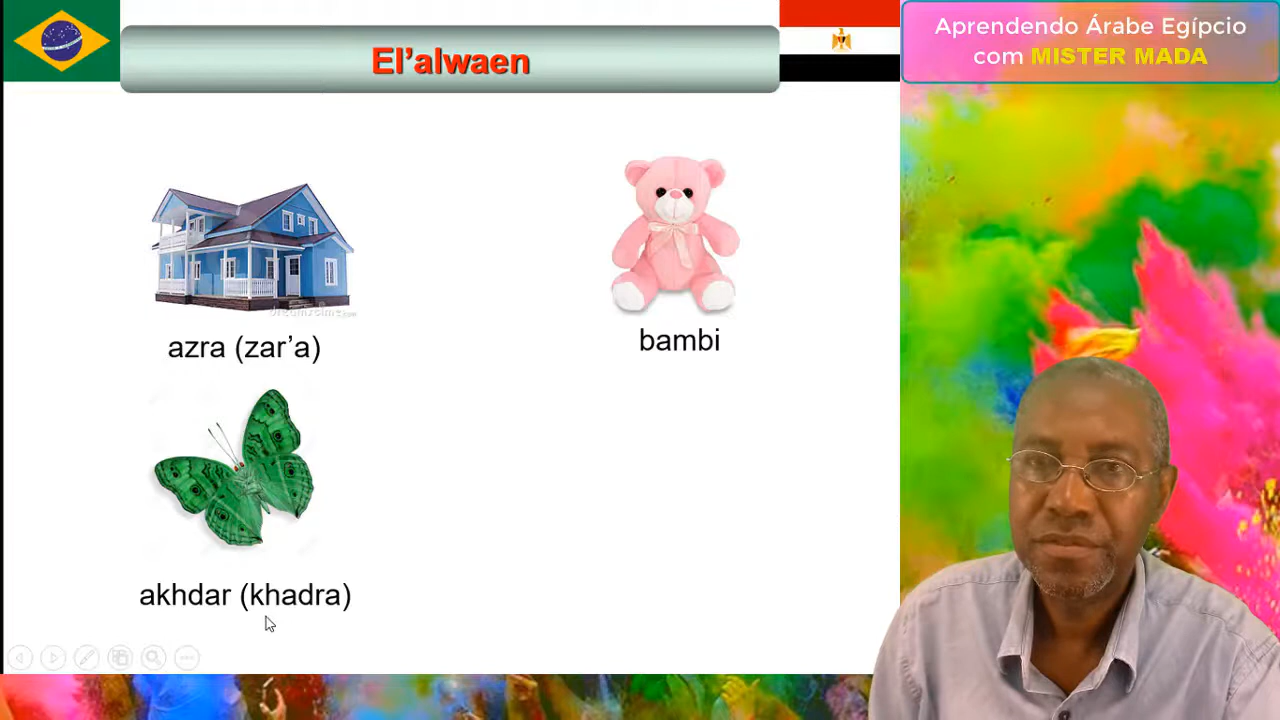 El’alwaen
Aprendendo Árabe Egípcio
com MISTER MADA
azra (zar’a)
bambi
akhdar (khadra)